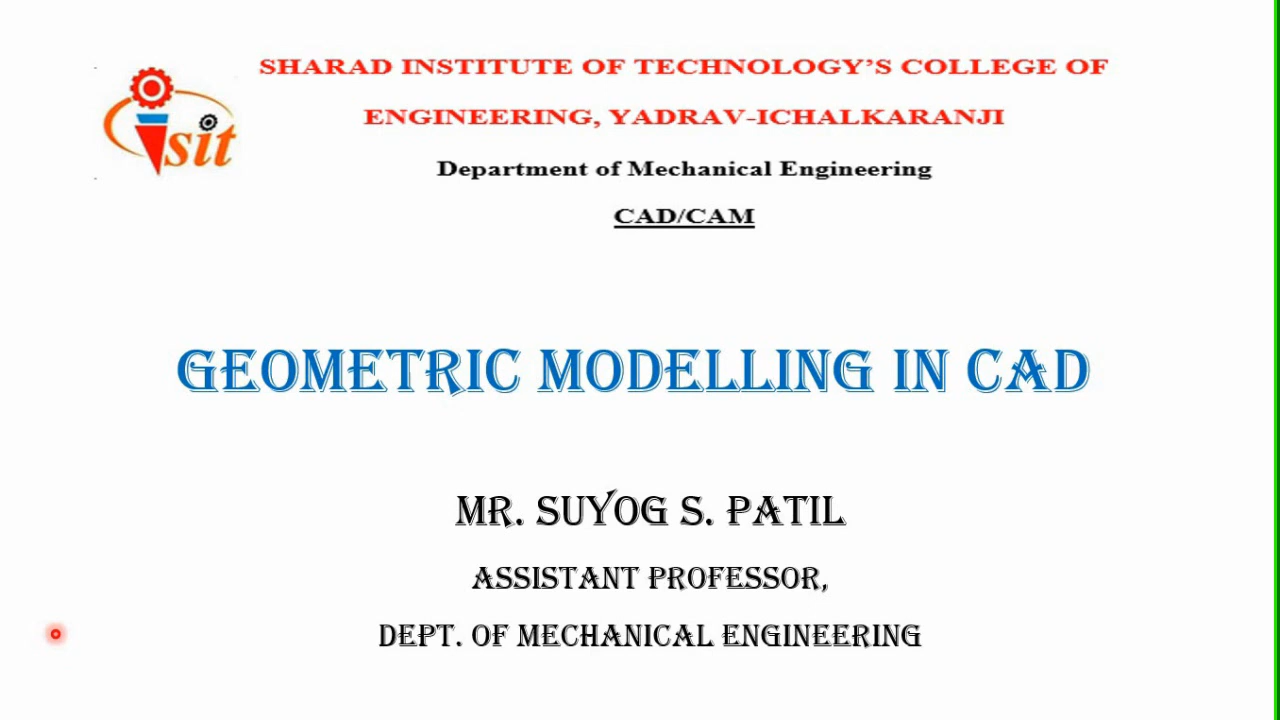 SHARAD INSTITUTE OF TECHNOLOGY'S COLLEGE OF
ENGINEERING, YADRAV-ICHALKARANJI
Department of Mechanical Engineering
CAD/CAM
sit
GEOMETRIC MODELLING IN CAD
MR. SUYOG S. PATIL
ASSISTANT PROFESSOR,
DEPT. OF MECHANICAL ENGINEERING